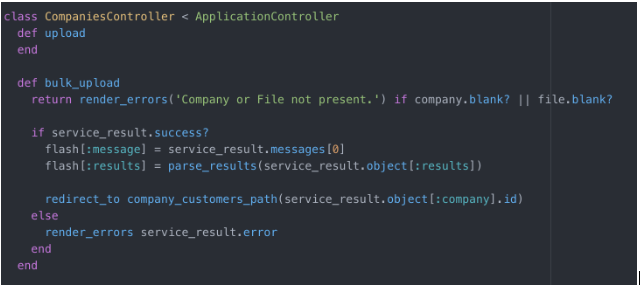 class CompaniesController < ApplicationController
  def upload
  end

  def bulk_upload
    return render_errors('Company or File not present.') if company.blank? || file.blank?

    if service_result.success?
      flash[:message] = service_result.messages[0]
      flash[:results] = parse_results(service_result.object[:results])

      redirect_to company_customers_path(service_result.object[:company].id)
    else
      render_errors service_result.error
    end
  end